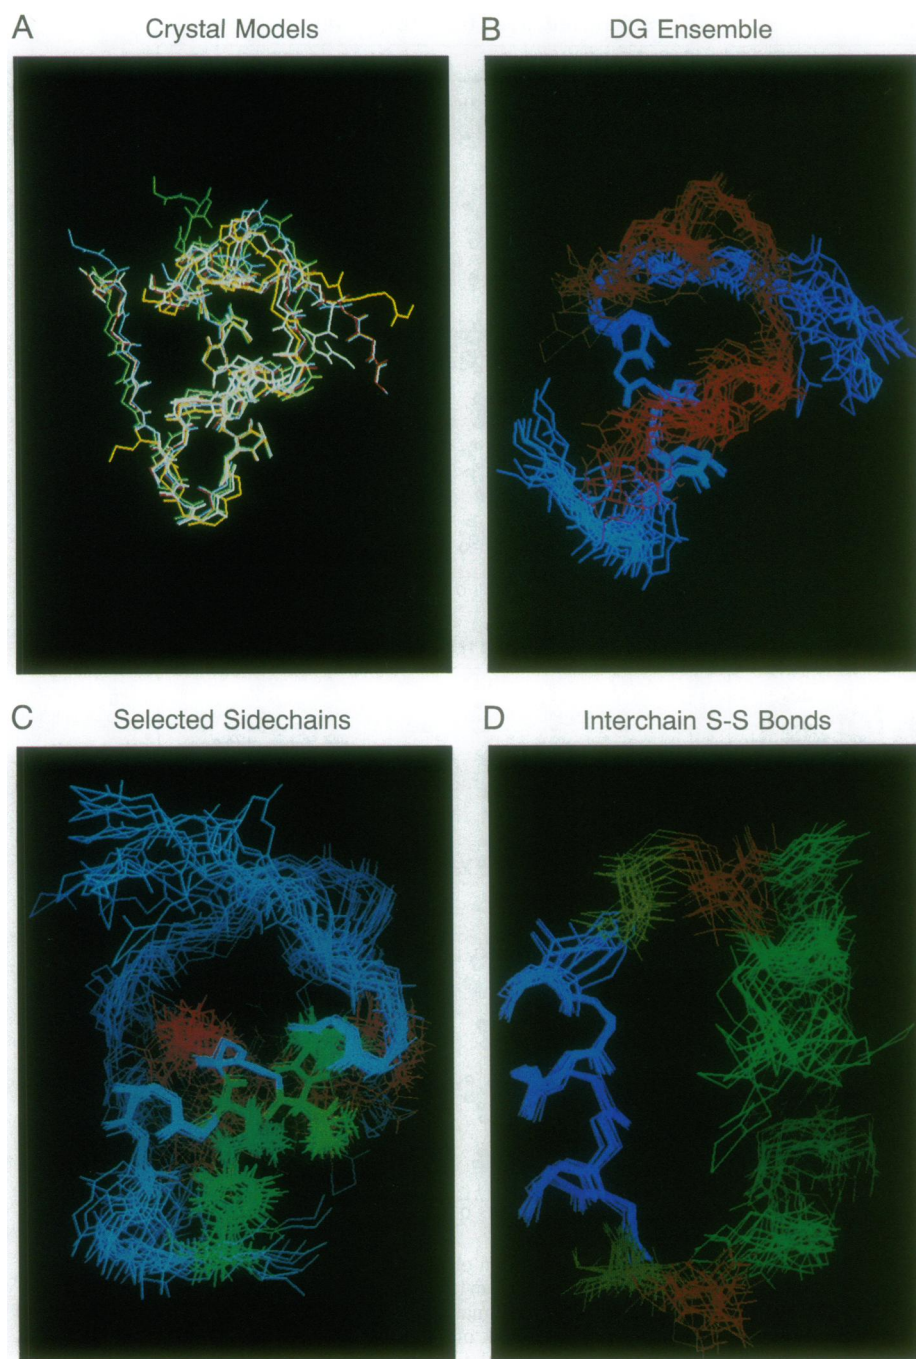 A Crystal Models
B DG Ensemble
C Selected Sidechains
D Interchain S-S Bonds